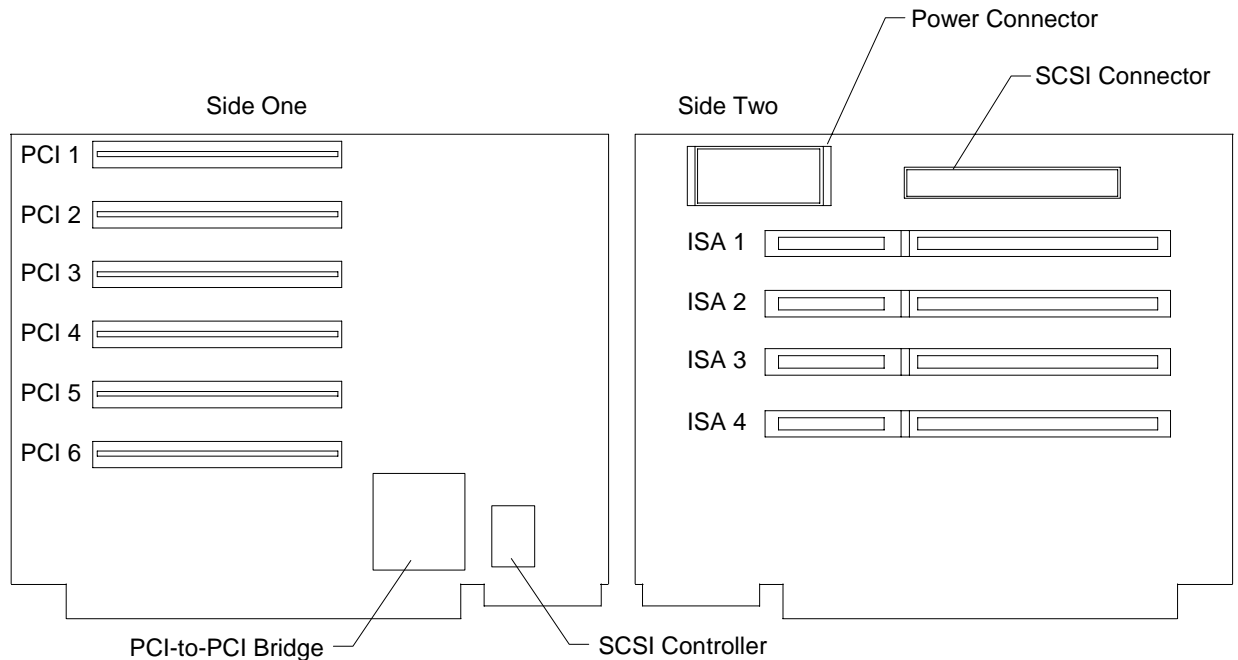 Power Connector
SCSI Connector
Side One
Side Two
PCI 1
PCI 2
PCI 3
PCI 4
PCI 5
PCI 6
ISA 1
ISA 2
ISA 3
ISA 4
PCI-to-PCI Bridge
SCSI Controller